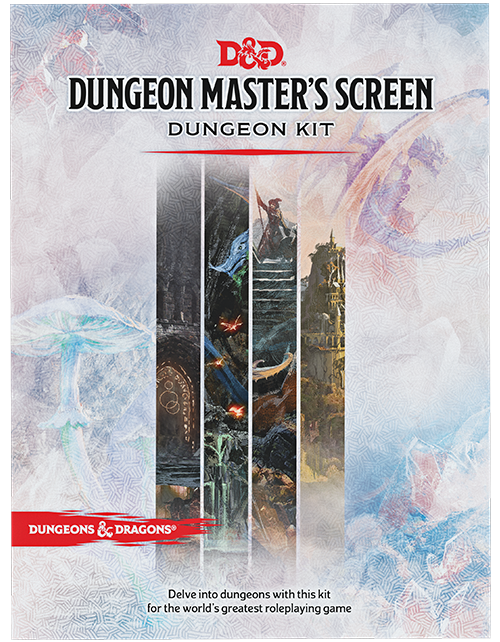 D&D®
DUNGEON MASTER'S SCREEN
DUNGEON KIT
DUNGEONS & DRAGONS®
Delve into dungeons with this kit
for the world's greatest roleplaying game